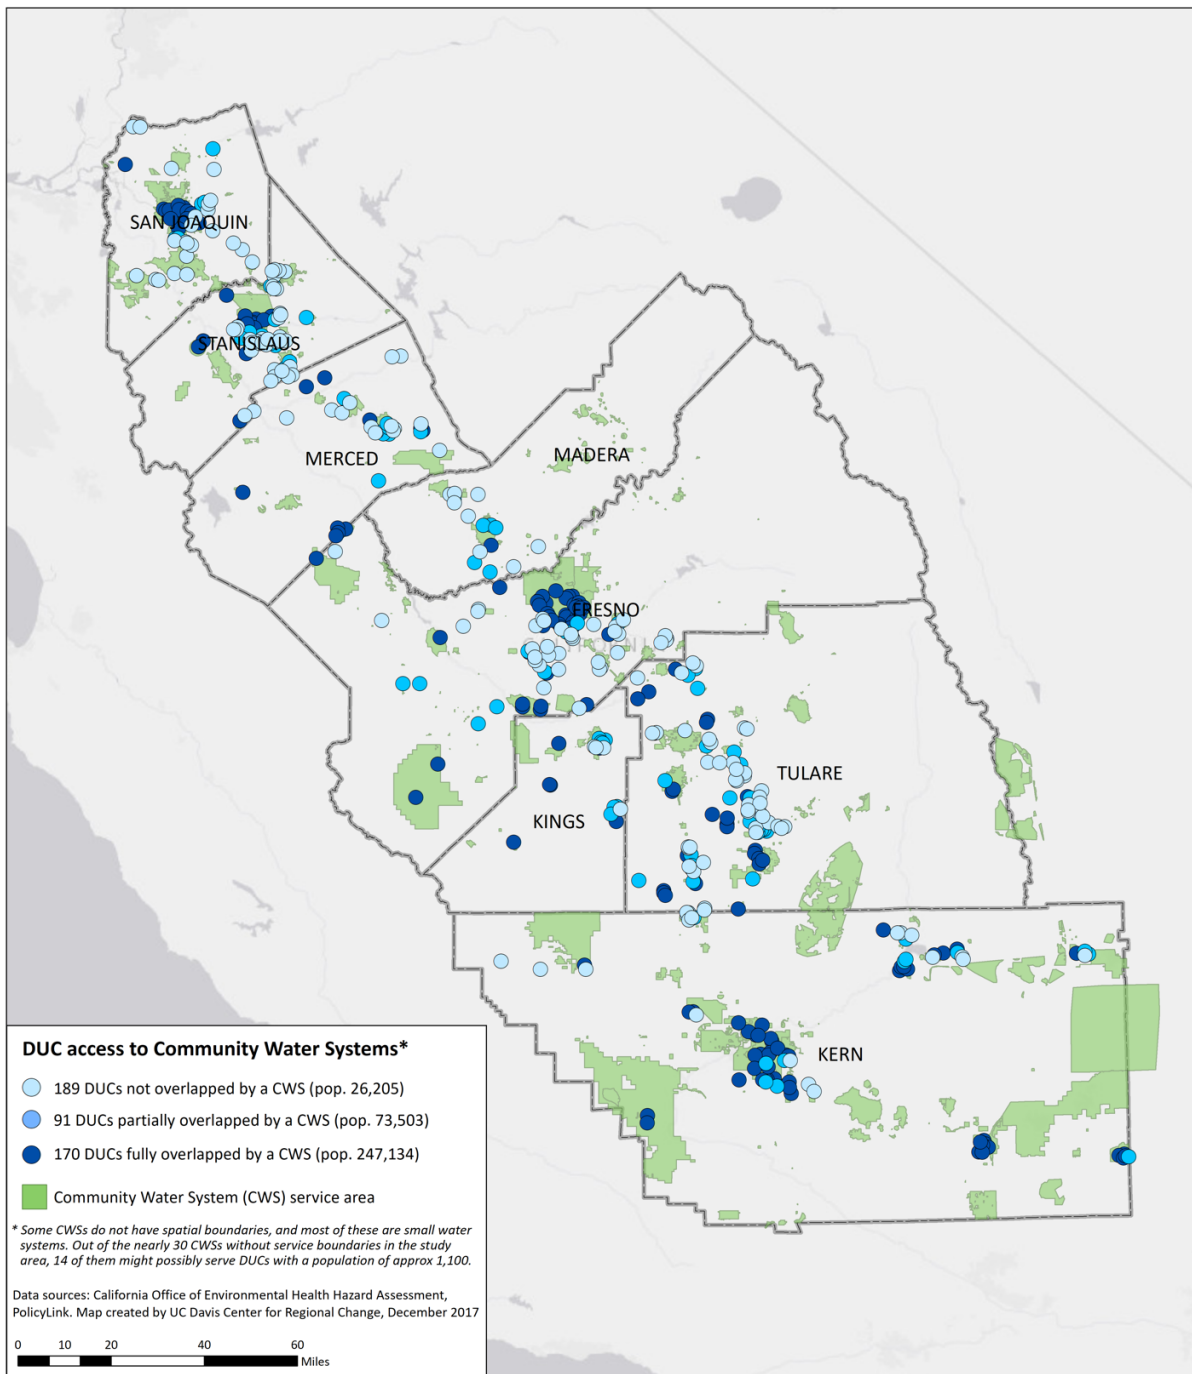 SAN JOAQUIN
STANISLAUS
MERCED
MADERA
FRESNO
CALIFORNIA
TULARE
KINGS
KERN
DUC access to Community Water Systems*
189 DUCs not overlapped by a CWS (pop. 26,205)
91 DUCs partially overlapped by a CWS (pop. 73,503)
170 DUCs fully overlapped by a CWS (pop. 247,134)
Community Water System (CWS) service area
* Some CWSs do not have spatial boundaries, and most of these are small water
systems. Out of the nearly 30 CWSs without service boundaries in the study
area, 14 of them might possibly serve DUCs with a population of approx 1,100.
Data sources: California Office of Environmental Health Hazard Assessment,
PolicyLink. Map created by UC Davis Center for Regional Change, December 2017
0 10 20 40 60
Miles